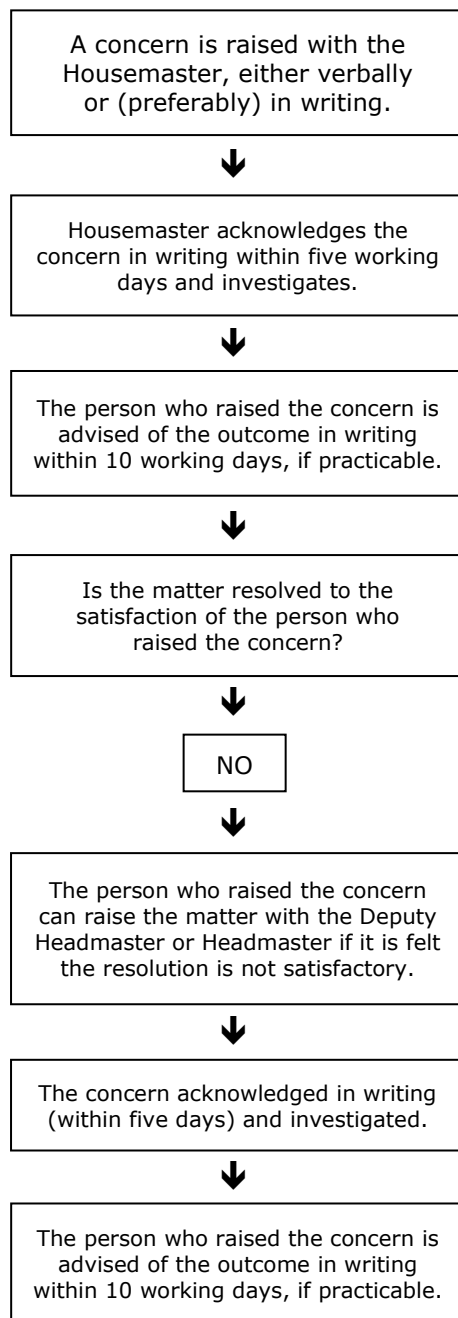 A concern is raised with the
Housemaster, either verbally
or (preferably) in writing.
Housemaster acknowledges the
concern in writing within five working
days and investigates.
The person who raised the concern is
advised of the outcome in writing
within 10 working days, if practicable.
Is the matter resolved to the
satisfaction of the person who
raised the concern?
NO
The person who raised the concern
can raise the matter with the Deputy
Headmaster or Headmaster if it is felt
the resolution is not satisfactory.
The concern acknowledged in writing
(within five days) and investigated.
The person who raised the concern is
advised of the outcome in writing
within 10 working days, if practicable.